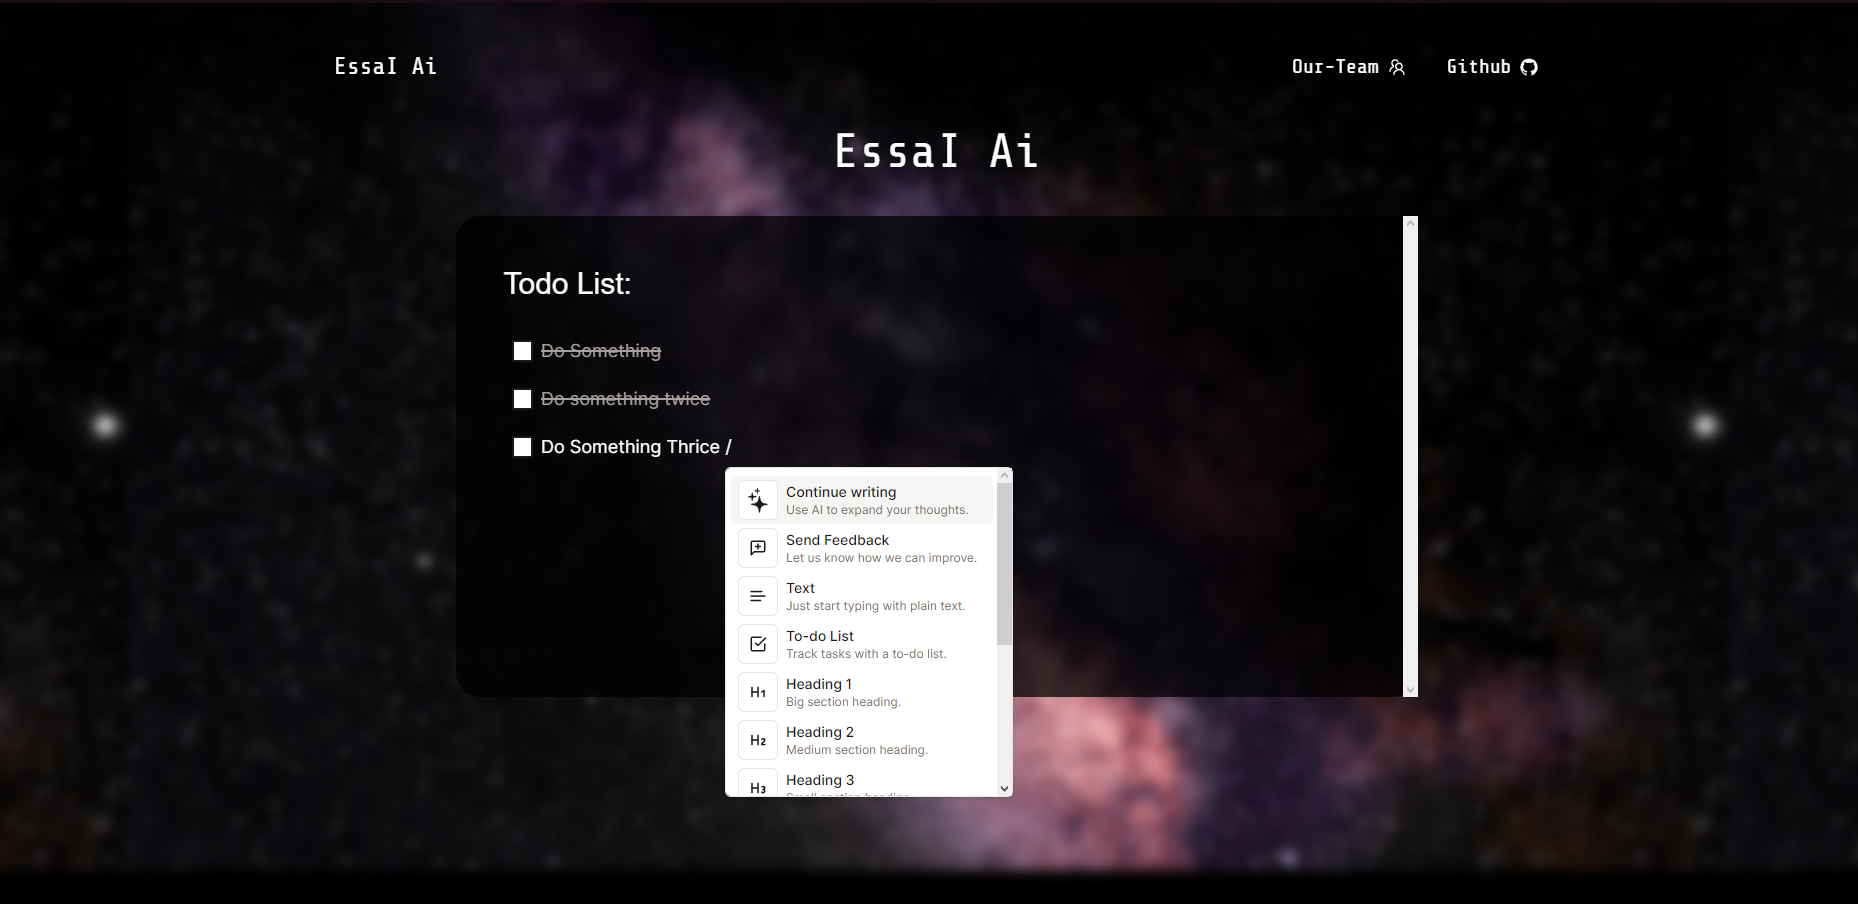 EssaI Ai
Our-Team
Github
EssaI Ai
Todo List:
Do Something
Do something twice
Do Something Thrice /
Continue writing
Use AI to expand your thoughts.
Send Feedback
Let us know how we can improve.
Text
Just start typing with plain text.
To-do List
Track tasks with a to-do list.
H1
Heading 1
Big section heading.
H2
Heading 2
Medium section heading.
H3
Heading 3
Small section heading.